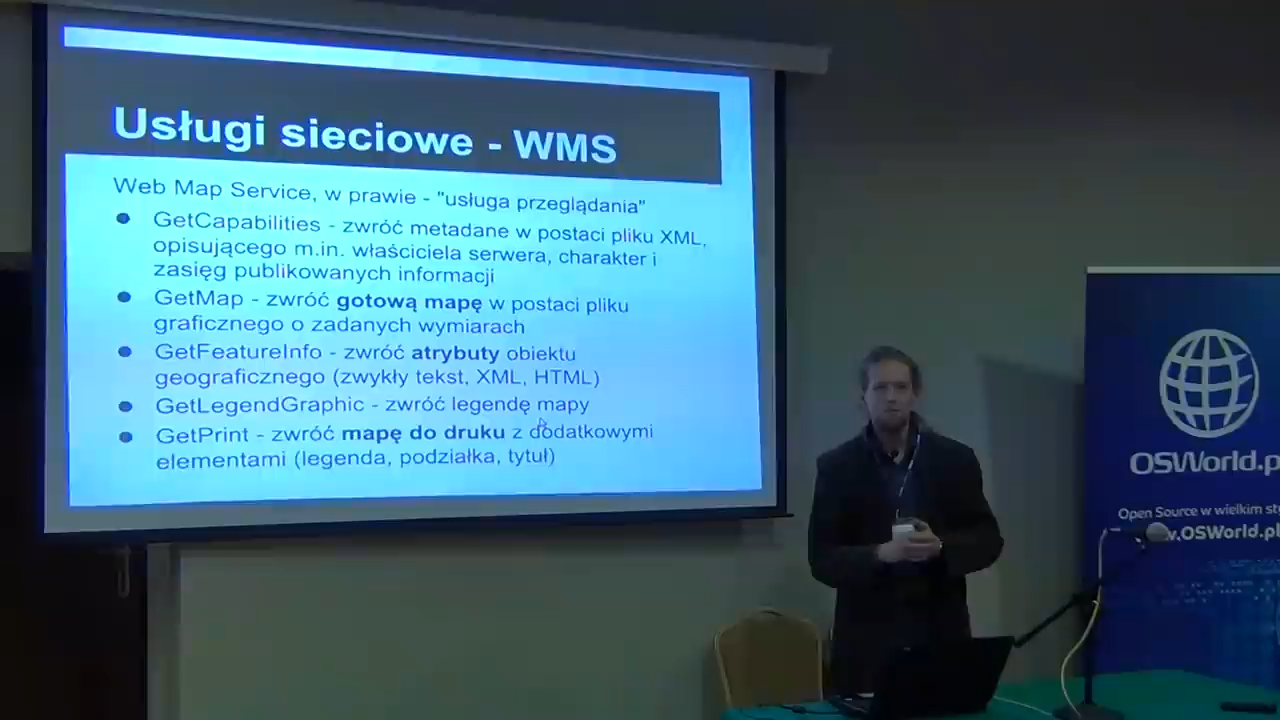 Usługi sieciowe - WMS
Web Map Service, w prawie - "usługa przeglądania"
GetCapabilities - zwróć metadane w postaci pliku XML,
opisującego m.in. właściciela serwera, charakter i
zasięg publikowanych informacji
GetMap - zwróć gotową mapę w postaci pliku
graficznego o zadanych wymiarach
GetFeatureInfo - zwróć atrybuty obiektu
geograficznego (zwykły tekst, XML, HTML)
GetLegendGraphic - zwróć legendę mapy
GetPrint - zwróć mapę do druku z dodatkowymi
elementami (legenda, podziałka, tytuł)
OSWorld.p
Open Source w wielkim sty
w.OSWorld.pl